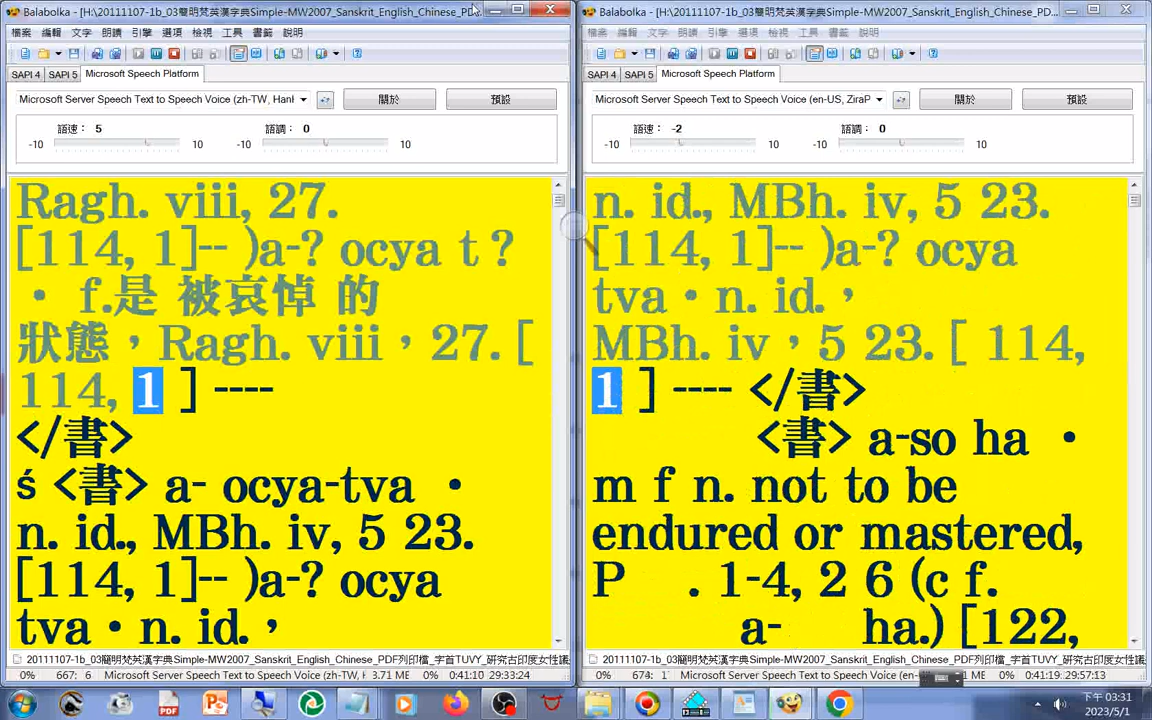 Balabolka - [H:\20111107-1b_03簡明梵英漢字典Simple-MW2007_Sanskrit_English_Chinese_PD
檔案 編輯 文字 朗讀 引擎 選項 檢視 工具 書籤 說明
SAPI 4 SAPI 5 Microsoft Speech Platform
Microsoft Server Speech Text to Speech Voice (zh-TW, Hanl 關於 預設
語速： 5 語調： 0
-10 10 -10 10
Ragh. viii, 27.
[114, 1]-- )a-? ocya t ?
· f.是 被哀悼 的
狀態，Ragh. viii，27. [
114, 1 ] ----
</書>
ś <書> a- ocya-tva ·
n. id., MBh. iv, 5 23.
[114, 1]-- )a-? ocya
tva · n. id.，
20111107-1b_03簡明梵英漢字典Simple-MW2007_Sanskrit_English_Chinese_PDF列印檔_字首TUVY_研究古印度女性議
0% 667; 6 Microsoft Server Speech Text to Speech Voice (zh-TW, H 3.71 ME 0% 0:41:10 29:33:24
Balabolka - [H:\20111107-1b_03簡明梵英漢字典Simple-MW2007_Sanskrit_English_Chinese_PD...
檔案 編輯 文字 朗讀 引擎 選項 檢視 工具 書籤 說明
SAPI 4 SAPI 5 Microsoft Speech Platform
Microsoft Server Speech Text to Speech Voice (en-US, ZiraP 關於 預設
語速： -2 語調： 0
-10 10 -10 10
n. id., MBh. iv, 5 23.
[114, 1]-- )a-? ocya
tva · n. id.，
MBh. iv，5 23. [ 114,
1 ] ---- </書>
<書> a-so ha ·
m f n. not to be
endured or mastered,
P . 1-4, 2 6 (c f.
a- ha.) [122,
20111107-1b_03簡明梵英漢字典Simple-MW2007_Sanskrit_English_Chinese_PDF列印檔_字首TUVY_研究古印度女性議
0% 674: 1 Microsoft Server Speech Text to Speech Voice (en- ME 0% 0:41:19 29:57:13
PDF
下午 03:31
2023/5/1